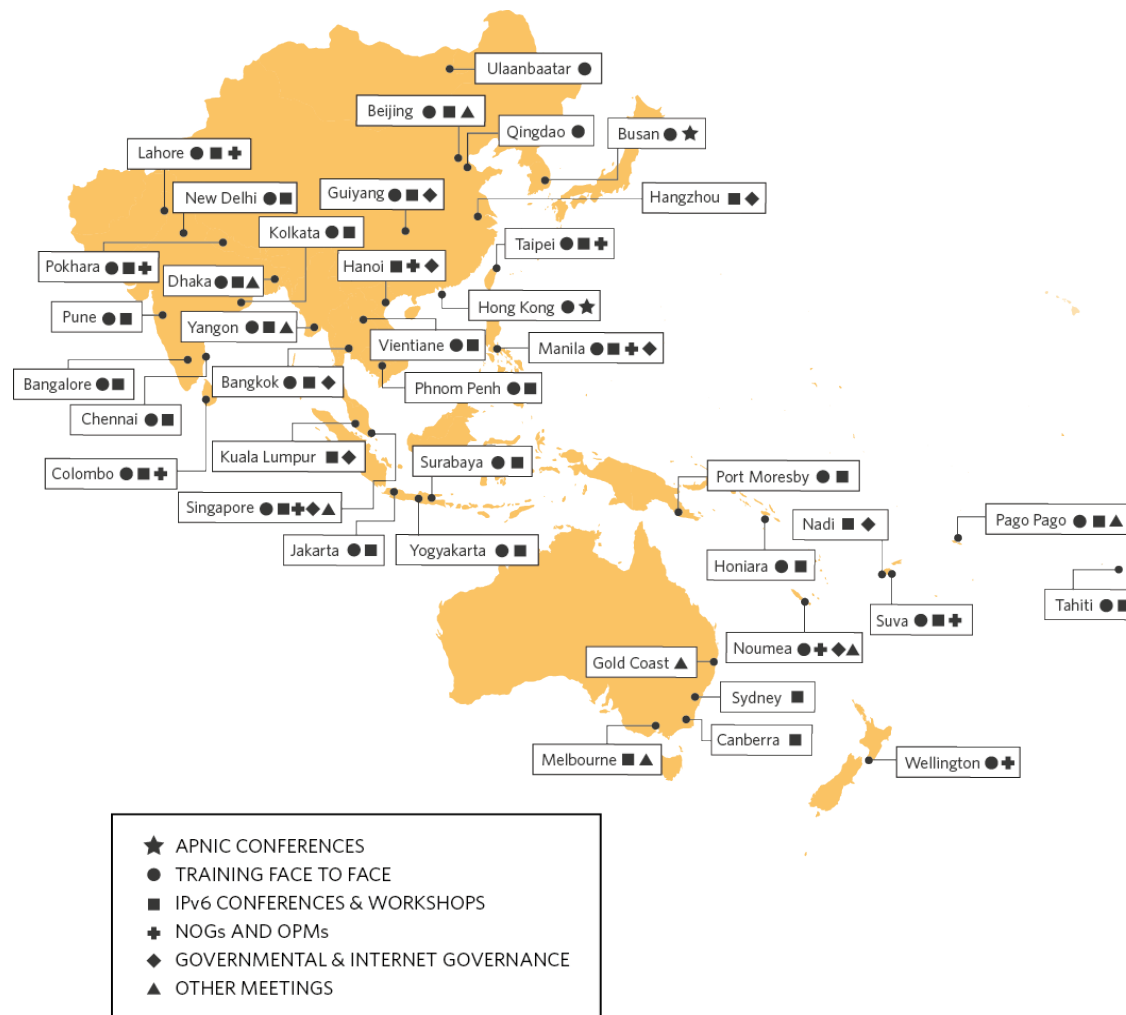 Ulaanbaatar
Beijing
Qingdao
Busan
Lahore
New Delhi
Guiyang
Hangzhou
Kolkata
Taipei
Pokhara
Dhaka
Hanoi
Hong Kong
Pune
Yangon
Vientiane
Manila
Bangalore
Bangkok
Phnom Penh
Chennai
Kuala Lumpur
Surabaya
Colombo
Port Moresby
Singapore
Nadi
Pago Pago
Jakarta
Yogyakarta
Honiara
Tahiti
Suva
Noumea
Gold Coast
Sydney
Canberra
Melbourne
Wellington
APNIC CONFERENCES
TRAINING FACE TO FACE
IPv6 CONFERENCES & WORKSHOPS
NOGs AND OPMs
GOVERNMENTAL & INTERNET GOVERNANCE
OTHER MEETINGS